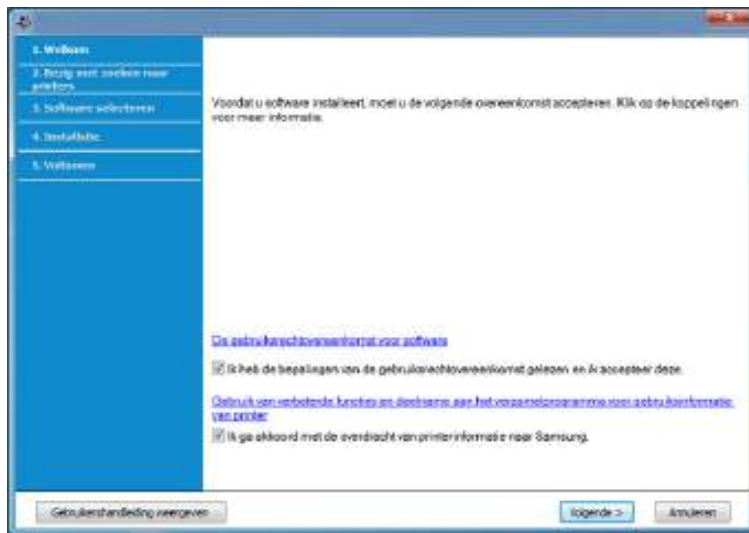 1. Welkom
2. Bezig met zoeken naar
printers
3. Software selecteren
4. Installatie
5. Voltooien
Voordat u software installeert, moet u de volgende overeenkomst accepteren. Klik op de koppelingen
voor meer informatie.
De gebruiksrechtovereenkomst voor software
Ik heb de bepalingen van de gebruiksrechtovereenkomst gelezen en ik accepteer deze.
Gebruik van verbeterde functies en deelname aan het verzamelprogramma voor gebruiksinformatie
van printer
Ik ga akkoord met de overdracht van printerinformatie naar Samsung.
Gebruikershandleiding weergeven
Volgende >
Annuleren